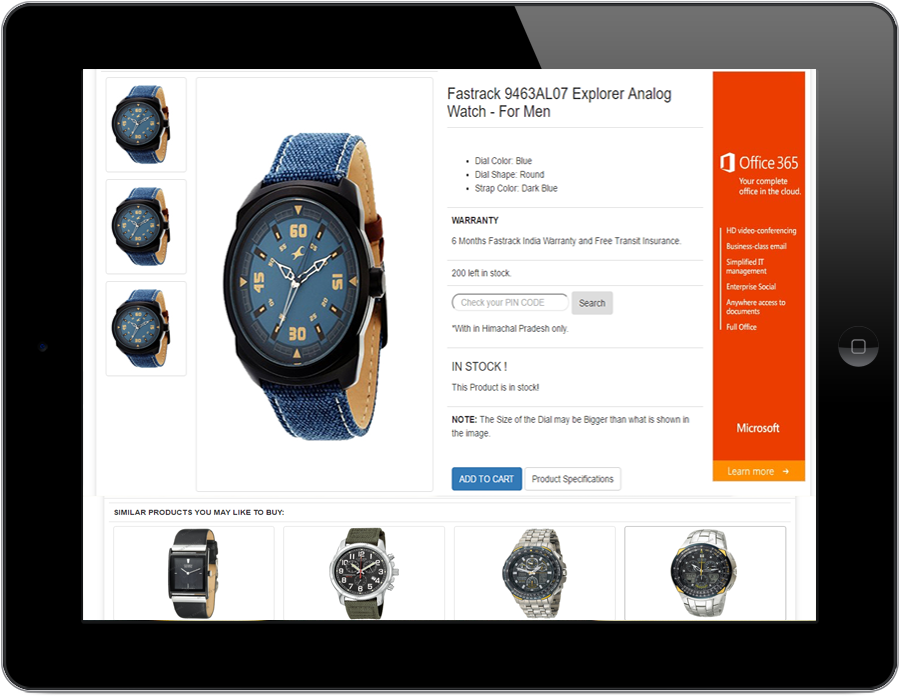 Fastrack 9463AL07 Explorer Analog
Watch - For Men
Dial Color: Blue
Dial Shape: Round
Strap Color: Dark Blue
WARRANTY
6 Months Fastrack India Warranty and Free Transit Insurance.
200 left in stock.
Check your PIN CODE
Search
*With in Himachal Pradesh only.
IN STOCK !
This Product is in stock!
NOTE: The Size of the Dial may be Bigger than what is shown in
the image.
ADD TO CART
Product Specifications
60
15
30
45
Office 365
Your complete
office in the cloud.
HD video-conferencing
Business-class email
Simplified IT
management
Enterprise Social
Anywhere access to
documents
Full Office
Microsoft
Learn more →
SIMILAR PRODUCTS YOU MAY LIKE TO BUY: